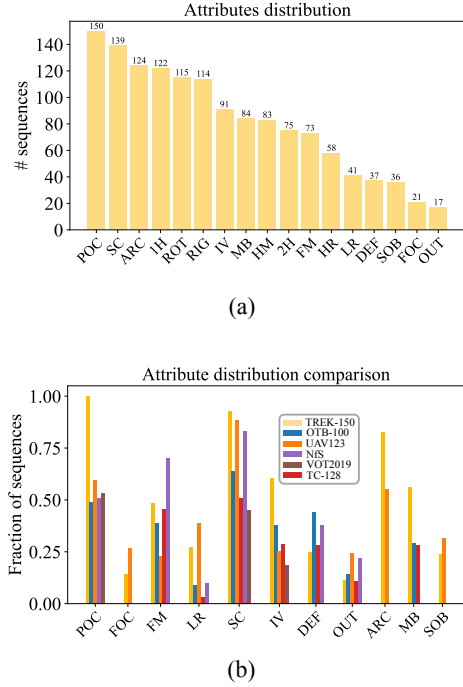 Attributes distribution
150
139
124
122
115
114
91
84
83
75
73
58
41
37
36
21
17
140
120
100
80
60
40
20
0
# sequences
POC SC ARC 1H ROT RIG IV MB HM 2H FM HR LR DEF SOB FOC OUT
(a)
Attribute distribution comparison
1.00
0.75
0.50
0.25
0.00
Fraction of sequences
TREK-150
OTB-100
UAV123
NfS
VOT2019
TC-128
POC FOC FM LR SC IV DEF OUT ARC MB SOB
(b)